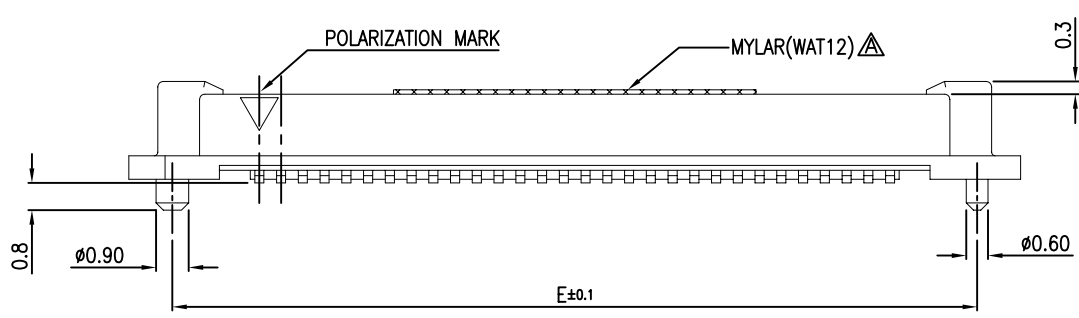 POLARIZATION MARK
MYLAR(WAT12) A
0.3
0.8
ø0.90
ø0.60
E±0.1